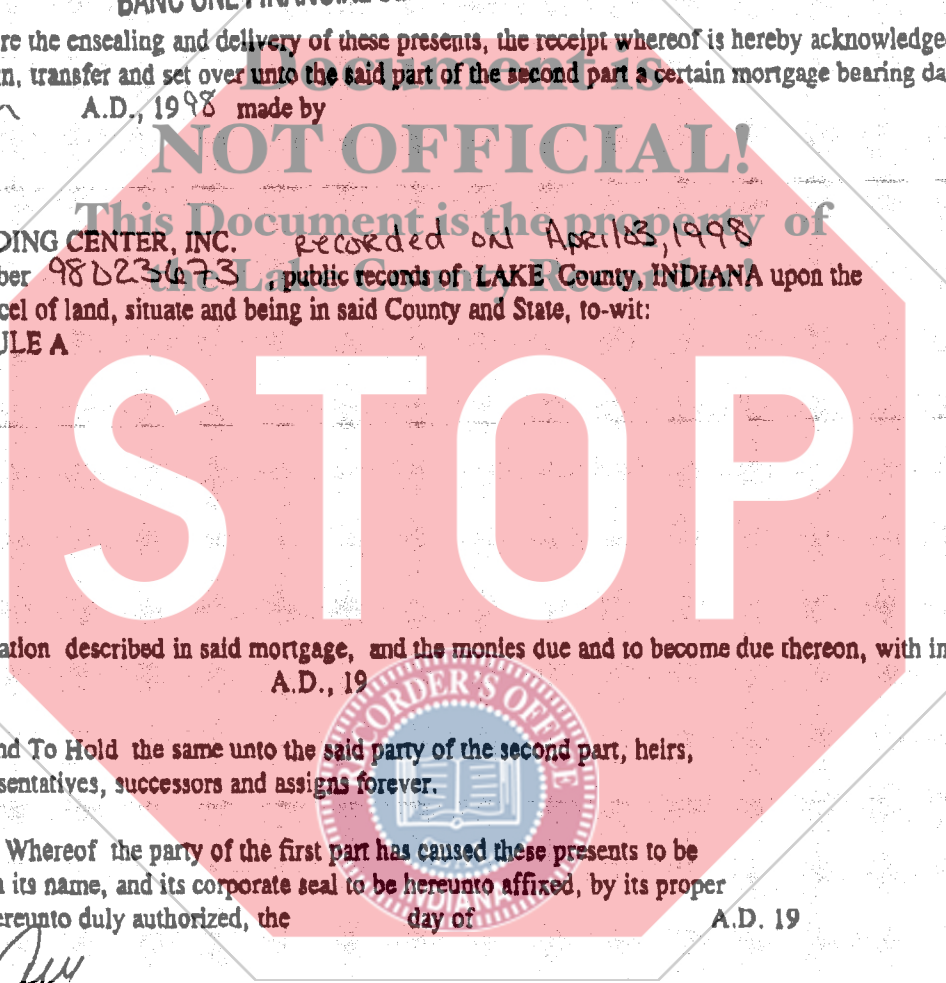 BANC ONE FINANCIAL
re the ensealing and delivery of these presents, the receipt whereof is hereby acknowledge
n, transfer and set over unto the said part of the second part a certain mortgage bearing da
A.D., 1998 made by
Document is
NOT OFFICIAL!
This Document is the property of
the Lake County Recorder!
DING CENTER, INC. recorded on April 23, 1998
ber 98023673 , public records of LAKE County, INDIANA upon the
cel of land, situate and being in said County and State, to-wit:
ULE A
STOP
ation described in said mortgage, and the monies due and to become due thereon, with in
A.D., 19
nd To Hold the same unto the said party of the second part, heirs,
sentatives, successors and assigns forever.
RECORDER'S OFFICE
INDIANA
Whereof the party of the first part has caused these presents to be
n its name, and its corporate seal to be hereunto affixed, by its proper
ereunto duly authorized, the day of A.D. 19